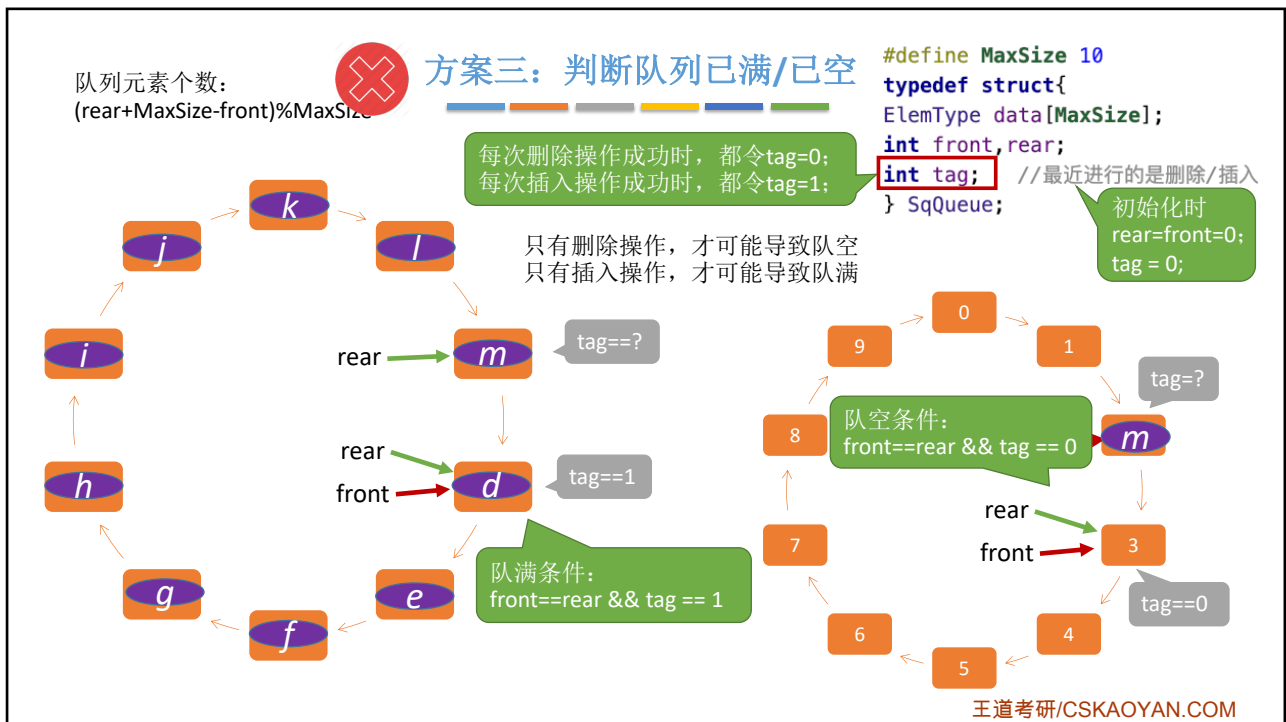 队列元素个数：
(rear+MaxSize-front)%MaxSize
方案三：判断队列已满/已空
#define MaxSize 10
typedef struct{
ElemType data[MaxSize];
int front,rear;
int tag; //最近进行的是删除/插入
} SqQueue;
每次删除操作成功时，都令tag=0；
每次插入操作成功时，都令tag=1；
初始化时
rear=front=0；
tag = 0;
只有删除操作，才可能导致队空
只有插入操作，才可能导致队满
k
j
l
i
rear
m
tag==?
h
rear
front
d
tag==1
g
f
e
队满条件：
front==rear && tag == 1
0
9
1
tag=?
8
队空条件：
front==rear && tag == 0
m
7
rear
front
3
tag==0
6
5
4
王道考研/CSKAOYAN.COM